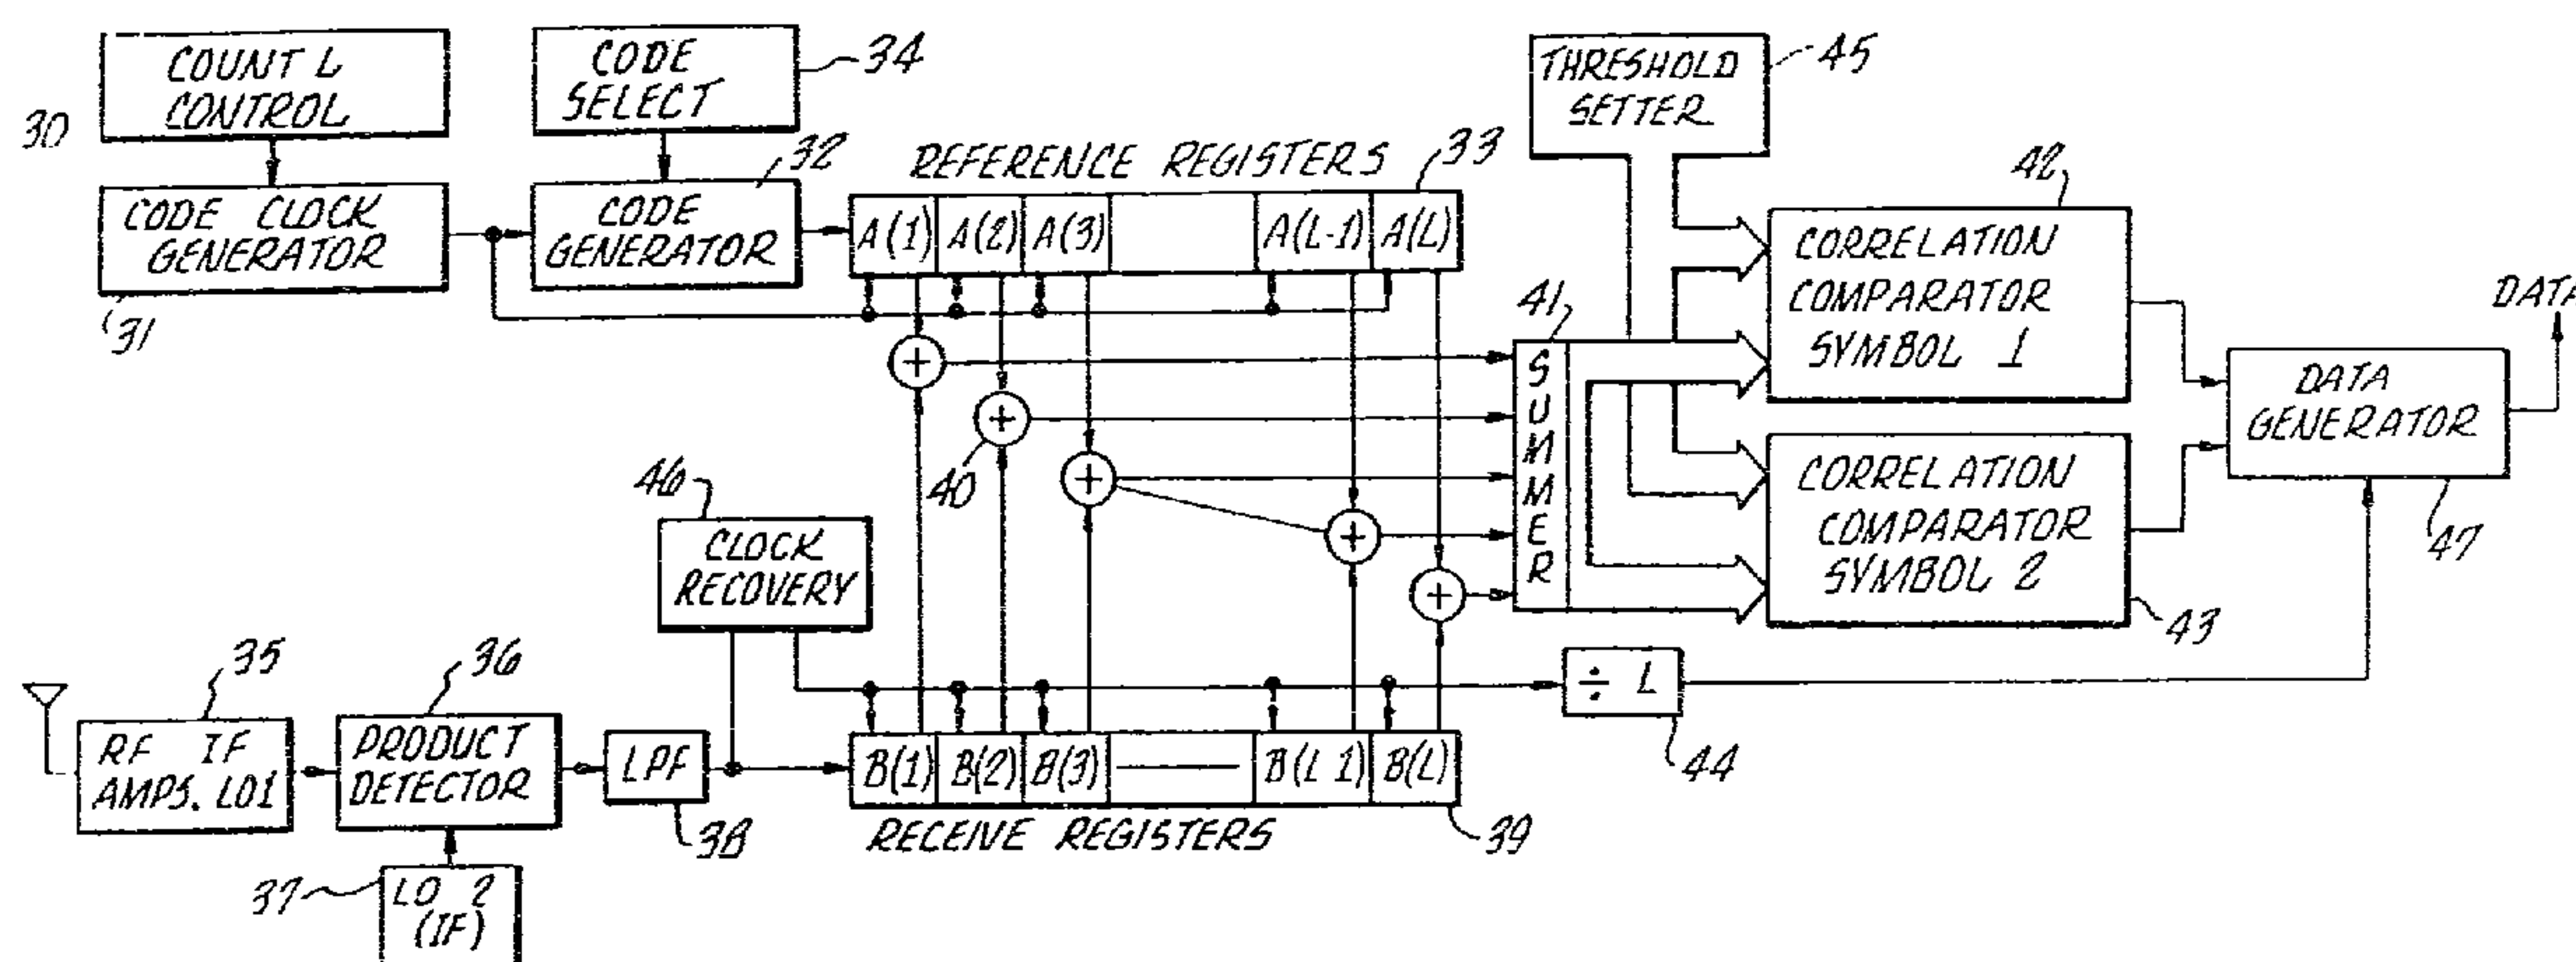 COUNT L
CONTROL
30
CODE
SELECT
34
THRESHOLD
SETTER
45
CODE CLOCK
GENERATOR
31
CODE
GENERATOR
32
REFERENCE REGISTERS
33
A(1) A(2) A(3) A(L-1) A(L)
42
CORRELATION
COMPARATOR
SYMBOL 1
41
SUMMER
DATA
DATA
GENERATOR
47
40
46
CLOCK
RECOVERY
CORRELATION
COMPARATOR
SYMBOL 2
43
÷ L
44
35
RF IF
AMPS. LO1
36
PRODUCT
DETECTOR
LPF
38
B(1) B(2) B(3) B(L 1) B(L)
RECEIVE REGISTERS
39
37
LO 2
(IF)